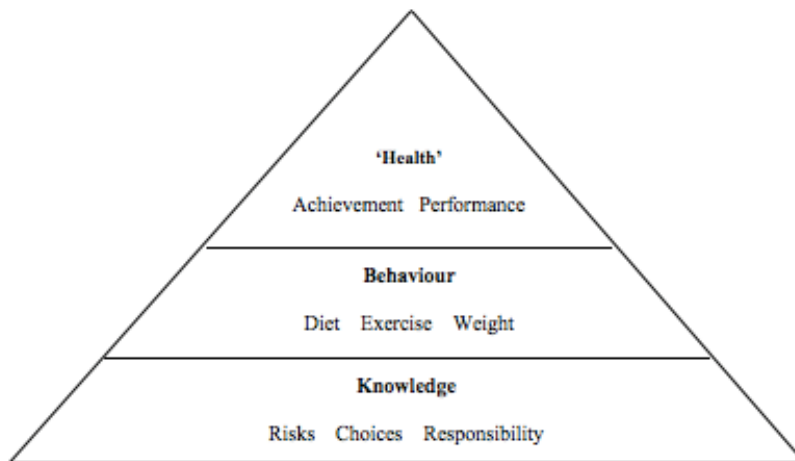 ‘Health’
Achievement Performance
Behaviour
Diet Exercise Weight
Knowledge
Risks Choices Responsibility